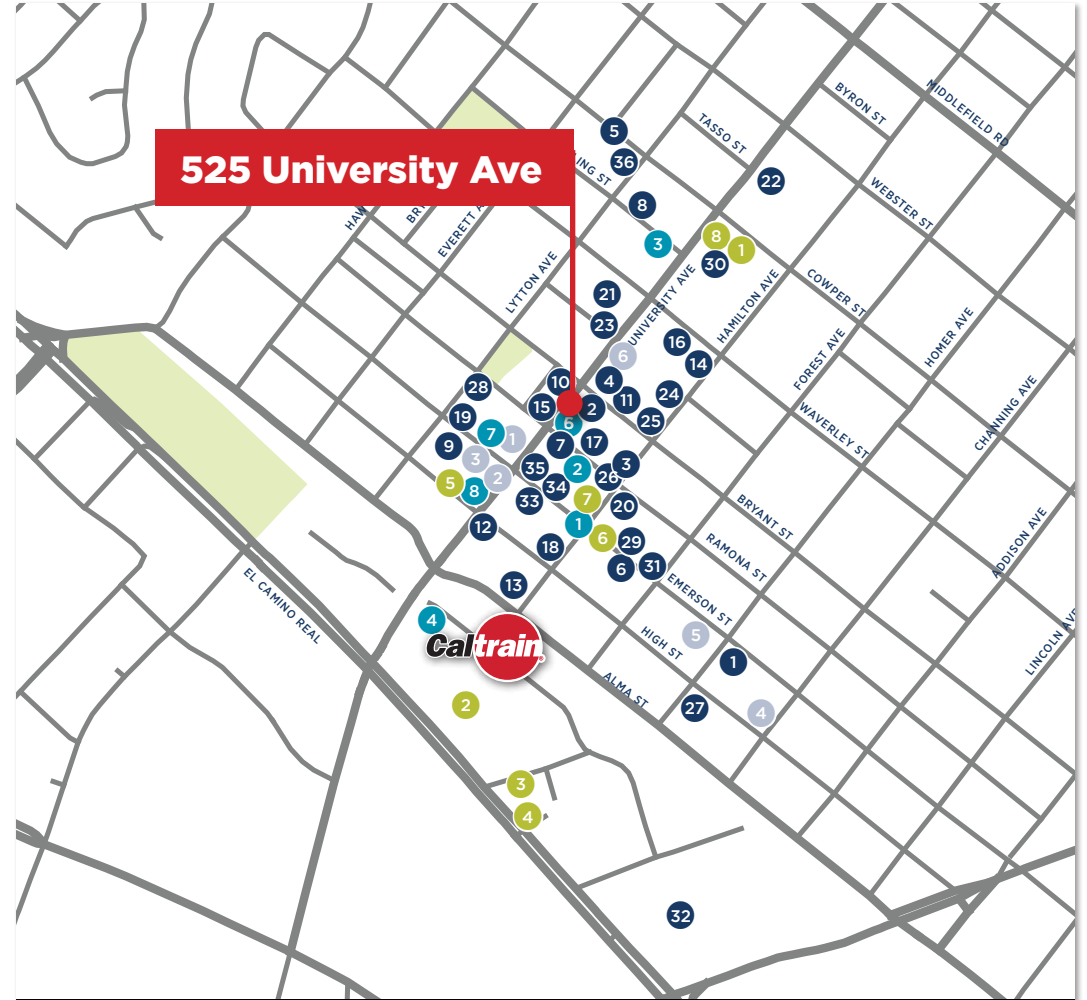 MIDDLEFIELD RD
BYRON ST
TASSO ST
5
36
22
525 University Ave
LING ST
WEBSTER ST
8
HAW
BR
EVERETT A
3
8
1
30
LYTTON AVE
UNIVERSITY AVE
HAMILTON AVE
COWPER ST
21
23
HOMER AVE
FOREST AVE
16
6
14
10
4
28
24
11
15
2
CHANNING AVE
19
25
6
WAVERLEY ST
7
1
9
7
17
3
35
2
3
2
26
5
8
34
33
7
20
BRYANT ST
12
1
6
29
ADDISON AVE
18
RAMONA ST
6
31
13
EMERSON ST
EL CAMINO REAL
4
HIGH ST
5
Caltrain
1
LINCOLN AVE
ALMA ST
2
27
4
3
4
32